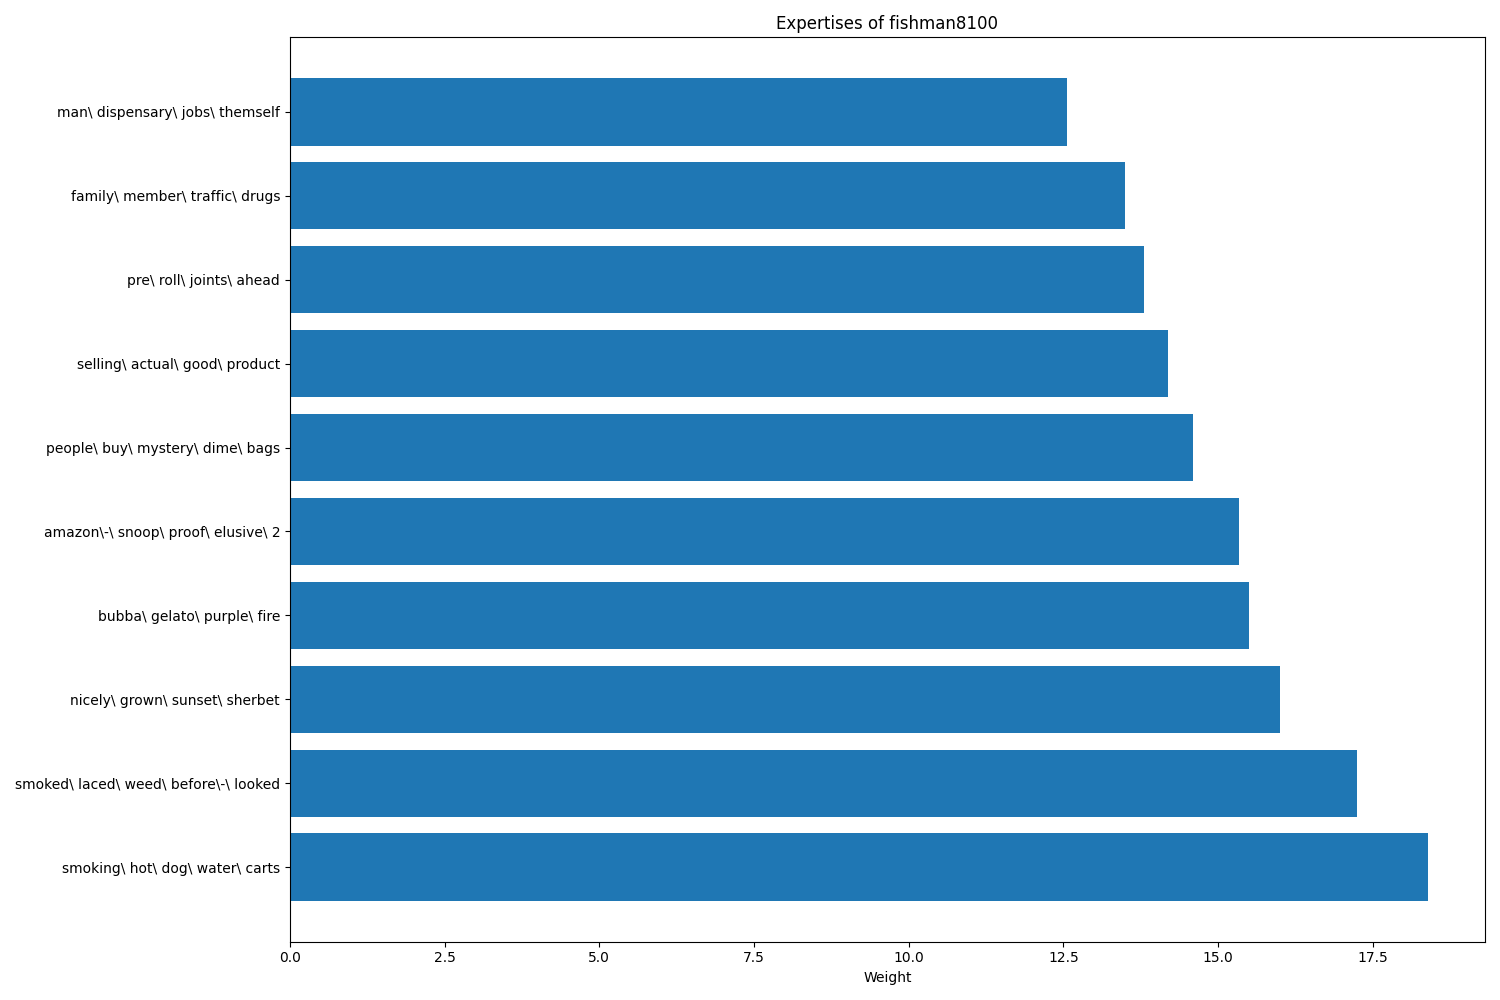 Expertises of fishman8100
man\ dispensary\ jobs\ themself
family\ member\ traffic\ drugs
pre\ roll\ joints\ ahead
selling\ actual\ good\ product
people\ buy\ mystery\ dime\ bags
amazon\-\ snoop\ proof\ elusive\ 2
bubba\ gelato\ purple\ fire
nicely\ grown\ sunset\ sherbet
smoked\ laced\ weed\ before\-\ looked
smoking\ hot\ dog\ water\ carts
0.0 2.5 5.0 7.5 10.0 12.5 15.0 17.5
Weight